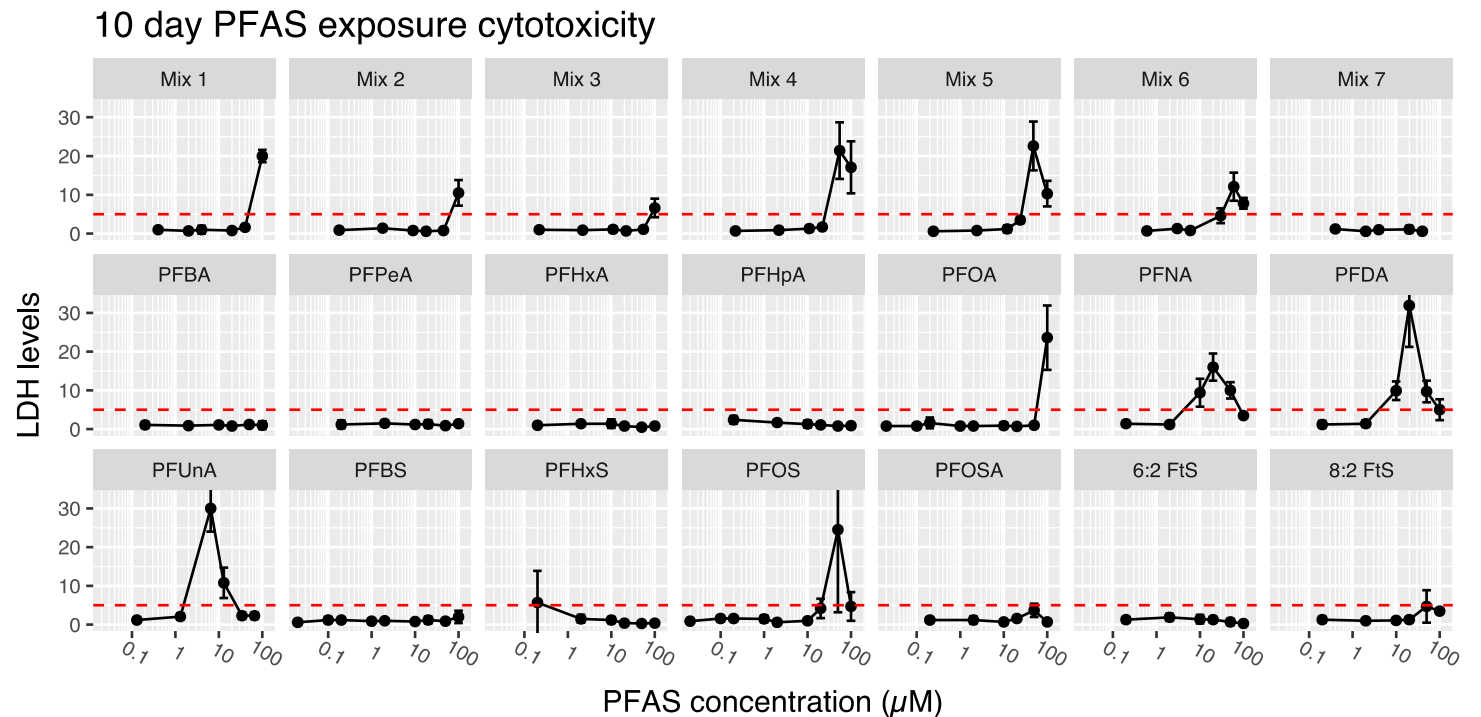 10 day PFAS exposure cytotoxicity
Mix 1 Mix 2 Mix 3 Mix 4 Mix 5 Mix 6 Mix 7
30
20
10
0
PFBA PFPeA PFHxA PFHpA PFOA PFNA PFDA
30
20
10
0
LDH levels
PFUnA PFBS PFHxS PFOS PFOSA 6:2 FtS 8:2 FtS
30
20
10
0
0.1 1 10 100 0.1 1 10 100 0.1 1 10 100 0.1 1 10 100 0.1 1 10 100 0.1 1 10 100 0.1 1 10 100
PFAS concentration (µM)